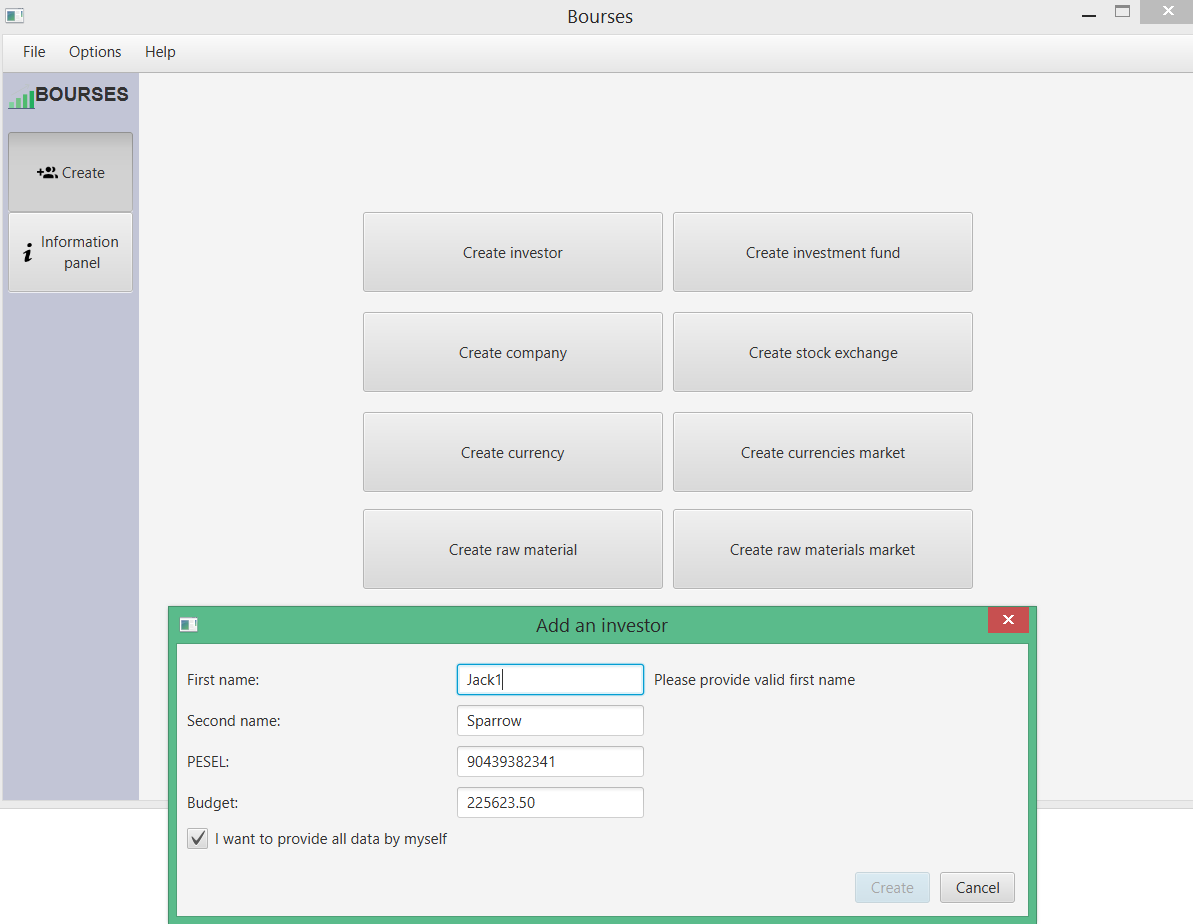 Bourses
File Options Help
BOURSES
Create
Information
panel
Create investor Create investment fund
Create company Create stock exchange
Create currency Create currencies market
Create raw material Create raw materials market
Add an investor
First name: Jack1 Please provide valid first name
Second name: Sparrow
PESEL: 90439382341
Budget: 225623.50
I want to provide all data by myself
Create Cancel